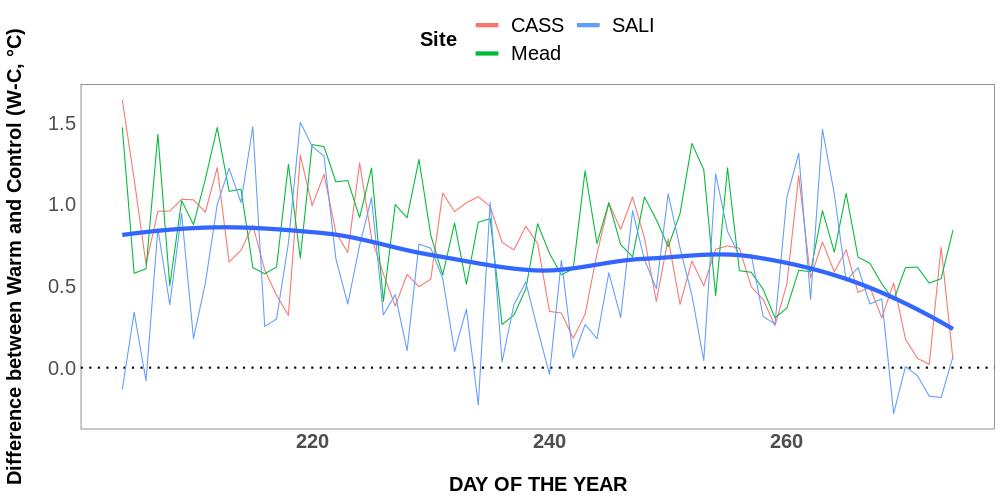 Site
CASS
SALI
Mead
Difference between Warm and Control (W-C, °C)
1.5
1.0
0.5
0.0
220
240
260
DAY OF THE YEAR